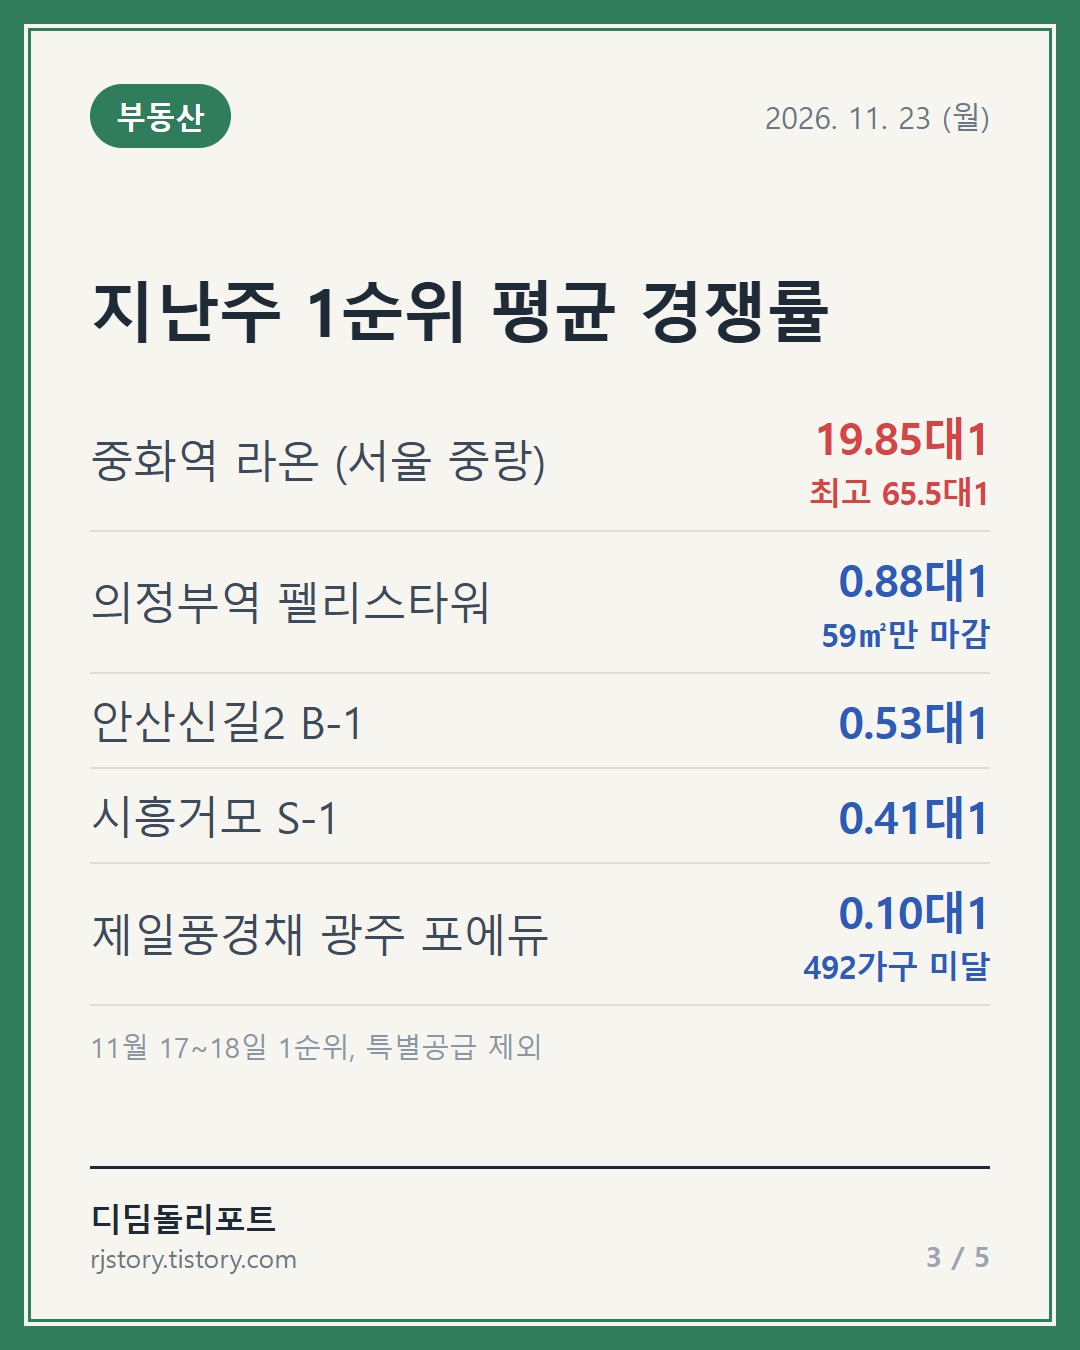 부동산
2026. 11. 23 (월)
지난주 1순위 평균 경쟁률
중화역 라온 (서울 중랑)
19.85대1
최고 65.5대1
의정부역 펠리스타워
0.88대1
59㎡만 마감
안산신길2 B-1
0.53대1
시흥거모 S-1
0.41대1
제일풍경채 광주 포에듀
0.10대1
492가구 미달
11월 17~18일 1순위, 특별공급 제외
디딤돌리포트
rjstory.tistory.com
3 / 5